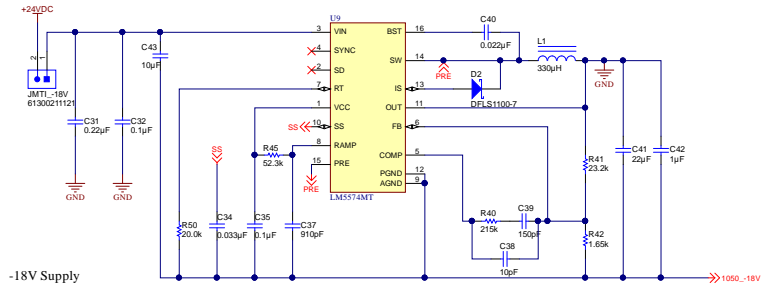 +24VDC
JMTI_-18V
61300211121
2
1
C31
0.22µF
GND
C32
0.1µF
GND
C43
10µF
U9
3
VIN
4
SYNC
2
SD
7
RT
1
VCC
SS
10
SS
8
RAMP
15
PRE
PRE
BST
16
SW
14
IS
13
OUT
11
FB
6
COMP
5
PGND
12
AGND
9
LM5574MT
C40
0.022µF
PRE
D2
DFLS1100-7
L1
330µH
GND
R45
52.3k
SS
R50
20.0k
C34
0.033µF
C35
0.1µF
C37
910pF
R40
215k
C39
150pF
C38
10pF
R41
23.2k
R42
1.65k
C41
22µF
C42
1µF
-18V Supply
1050_-18V